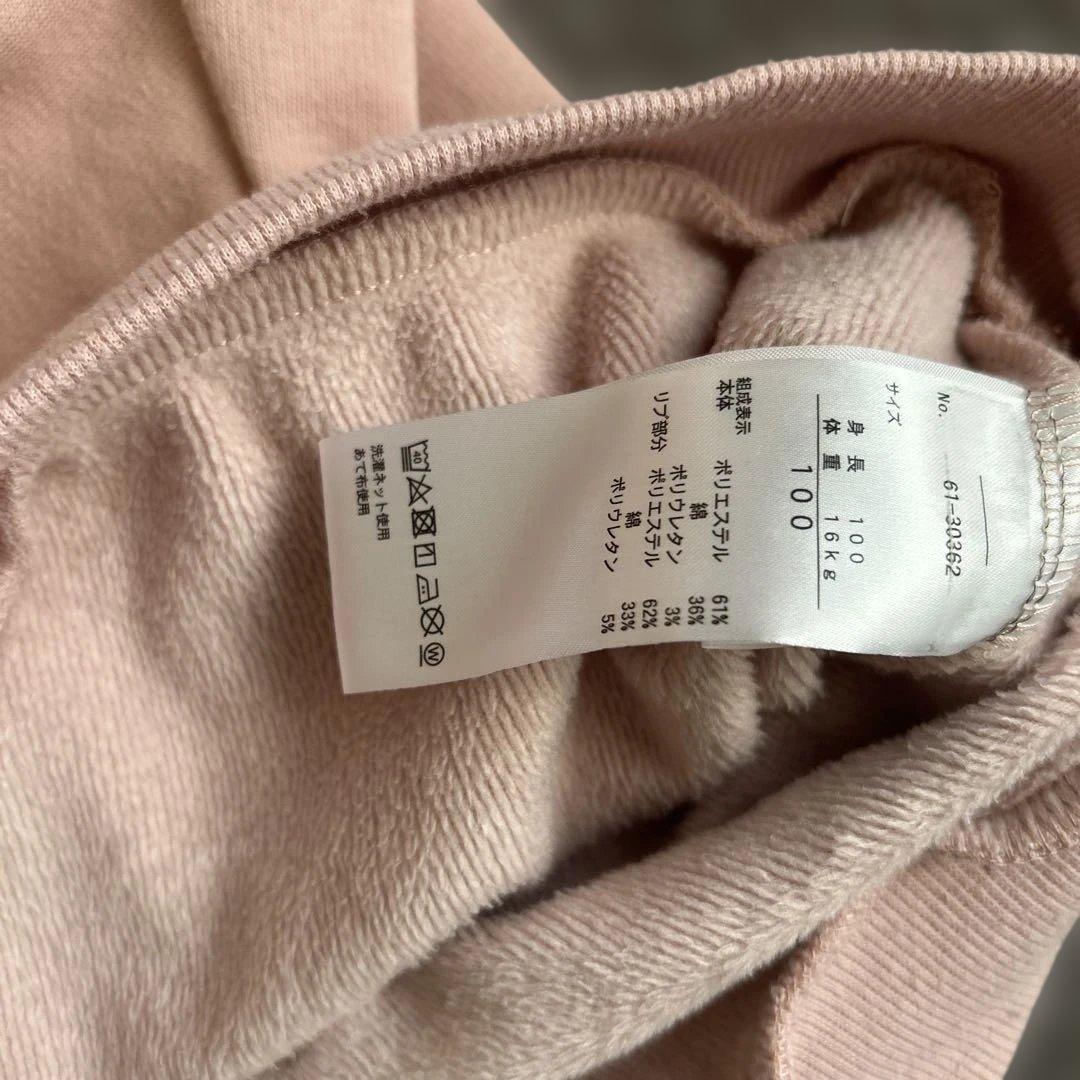 No. 61-30362
サイズ
身長 100
体重 16kg
100
組成表示
本体 ポリエステル 61%
綿 36%
ポリウレタン 3%
リブ部分 ポリエステル 62%
綿 33%
ポリウレタン 5%
40
W
洗濯ネット使用
あて布使用